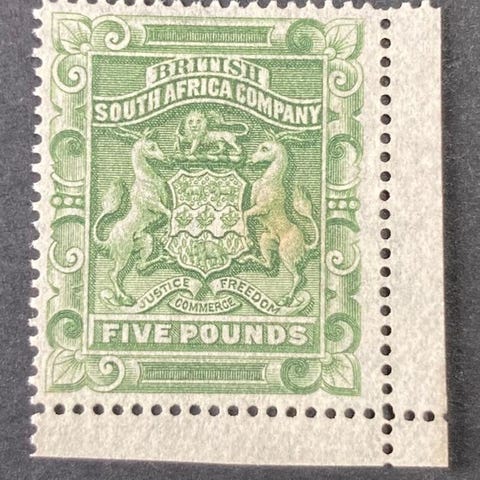 BRITISH
SOUTH AFRICA COMPANY
JUSTICE FREEDOM
COMMERCE
FIVE POUNDS